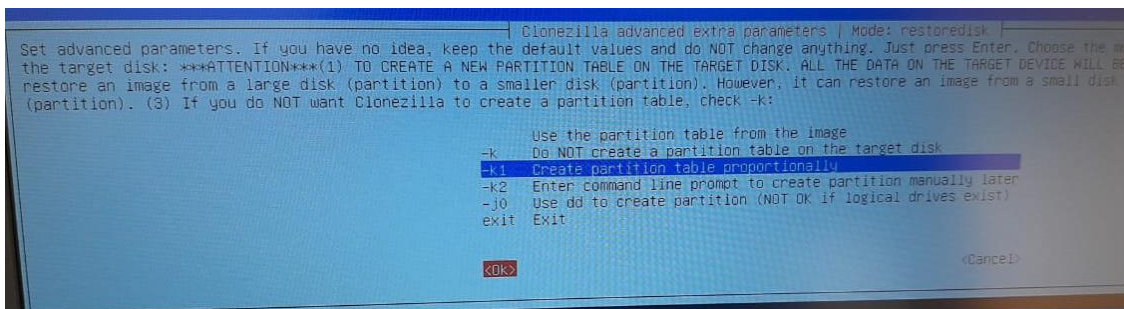 Clonezilla advanced extra parameters | Mode: restoredisk
Set advanced parameters. If you have no idea, keep the default values and do NOT change anything. Just press Enter. Choose the
the target disk: ***ATTENTION***(1) TO CREATE A NEW PARTITION TABLE ON THE TARGET DISK. ALL THE DATA ON THE TARGET DEVICE WILL BE
restore an image from a large disk (partition) to a smaller disk (partition). However, it can restore an image from a small disk
(partition). (3) If you do NOT want Clonezilla to create a partition table, check -k:
Use the partition table from the image
-k Do NOT create a partition table on the target disk
-k1 Create partition table proportionally
-k2 Enter command line prompt to create partition manually later
-j0 Use dd to create partition (NOT OK if logical drives exist)
exit Exit
<Ok> <Cancel>